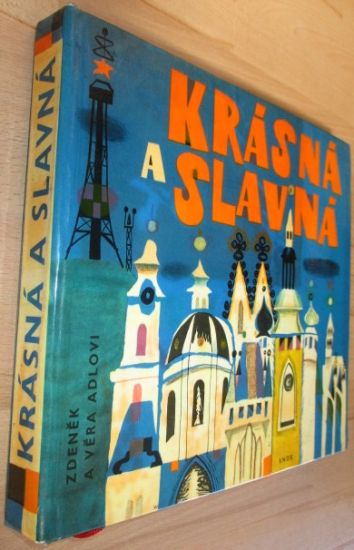 KRÁSNÁ
A
SLAVNÁ
ZDENĚK
A VĚRA ADLOVI
SNDK
KRÁSNÁ A SLAVNÁ